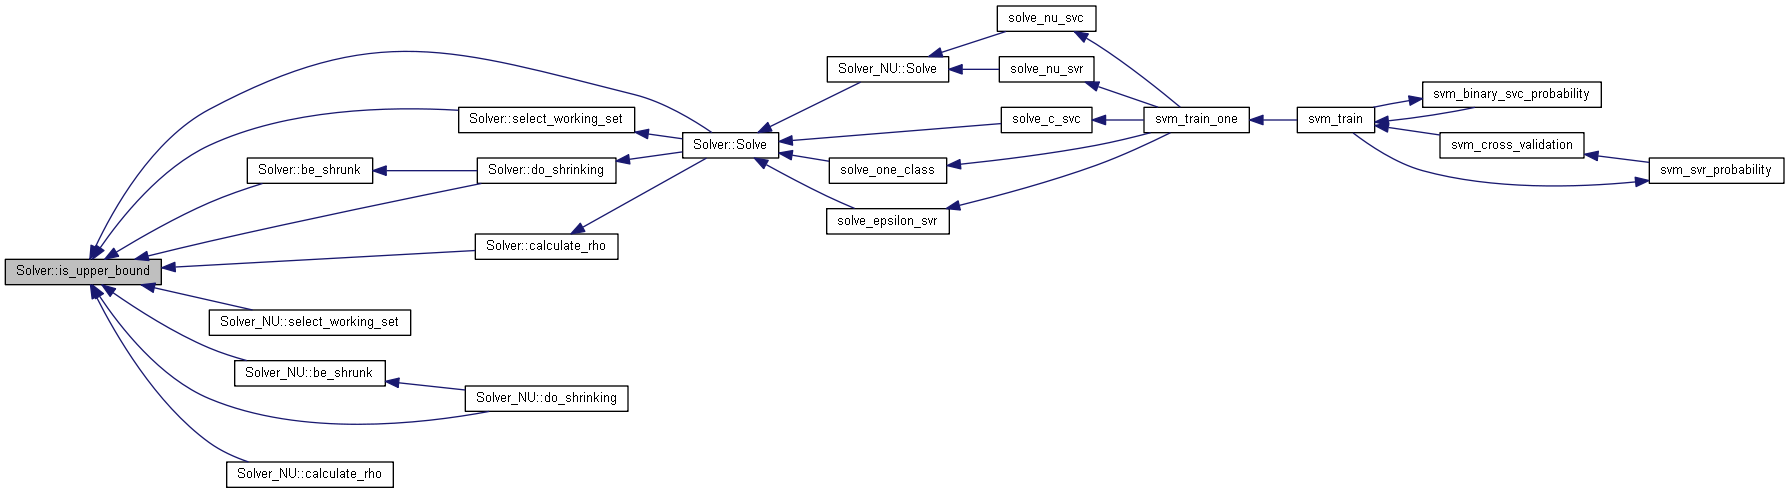 solve_nu_svc
Solver_NU::Solve
solve_nu_svr
svm_binary_svc_probability
Solver::select_working_set
solve_c_svc
svm_train_one
svm_train
Solver::Solve
svm_cross_validation
Solver::be_shrunk
Solver::do_shrinking
solve_one_class
svm_svr_probability
solve_epsilon_svr
Solver::calculate_rho
Solver::is_upper_bound
Solver_NU::select_working_set
Solver_NU::be_shrunk
Solver_NU::do_shrinking
Solver_NU::calculate_rho